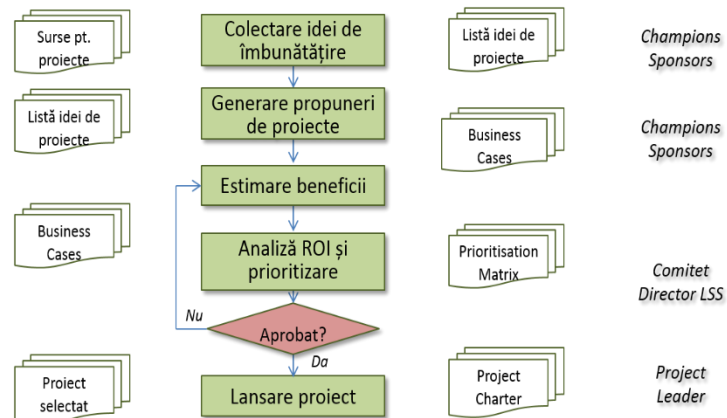 Surse pt.
proiecte
Colectare idei de
îmbunătățire
Listă idei de
proiecte
Champions
Sponsors
Listă idei de
proiecte
Generare propuneri
de proiecte
Business
Cases
Champions
Sponsors
Estimare beneficii
Business
Cases
Analiză ROI și
prioritizare
Prioritisation
Matrix
Comitet
Director LSS
Nu
Aprobat?
Da
Proiect
selectat
Lansare proiect
Project
Charter
Project
Leader